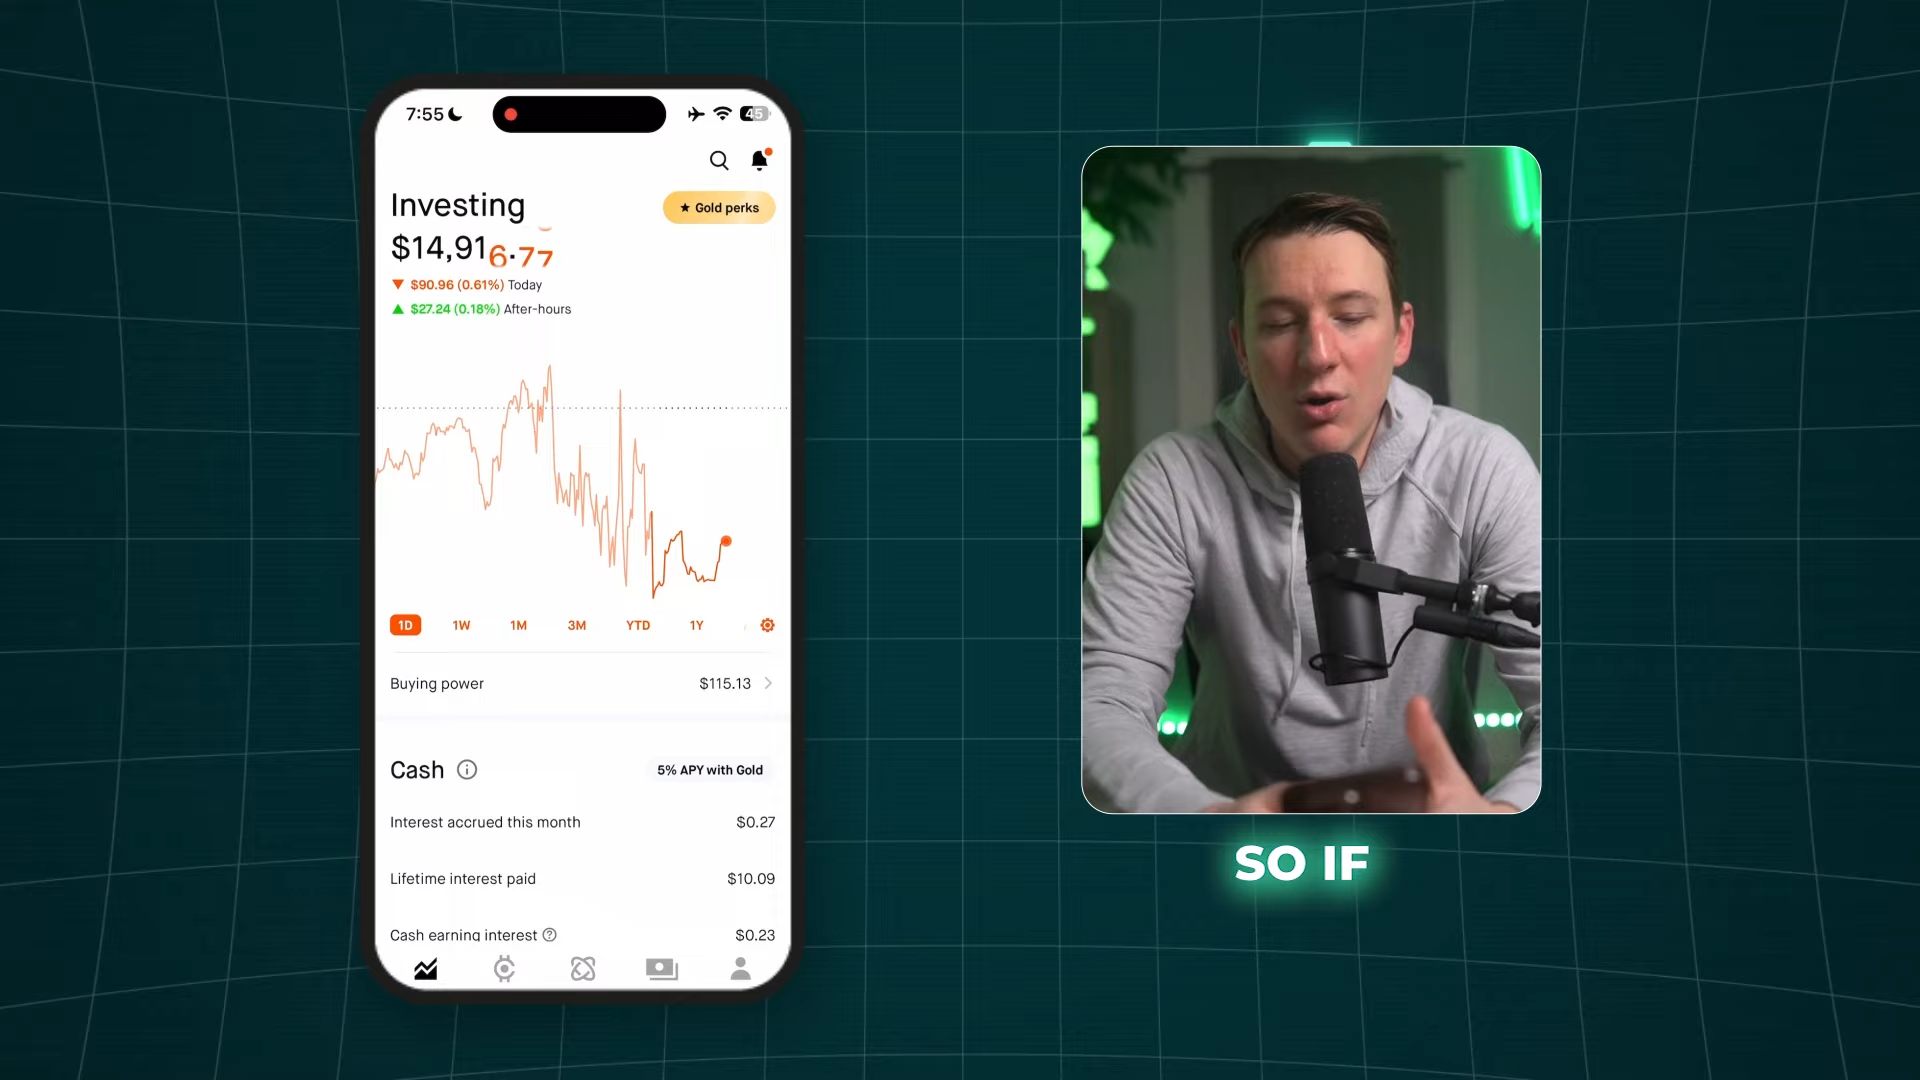 7:55
45
Investing
★ Gold perks
$14,916.77
▼ $90.96 (0.61%) Today
▲ $27.24 (0.18%) After-hours
1D 1W 1M 3M YTD 1Y
Buying power $115.13
Cash 5% APY with Gold
Interest accrued this month $0.27
Lifetime interest paid $10.09
Cash earning interest $0.23
SO IF